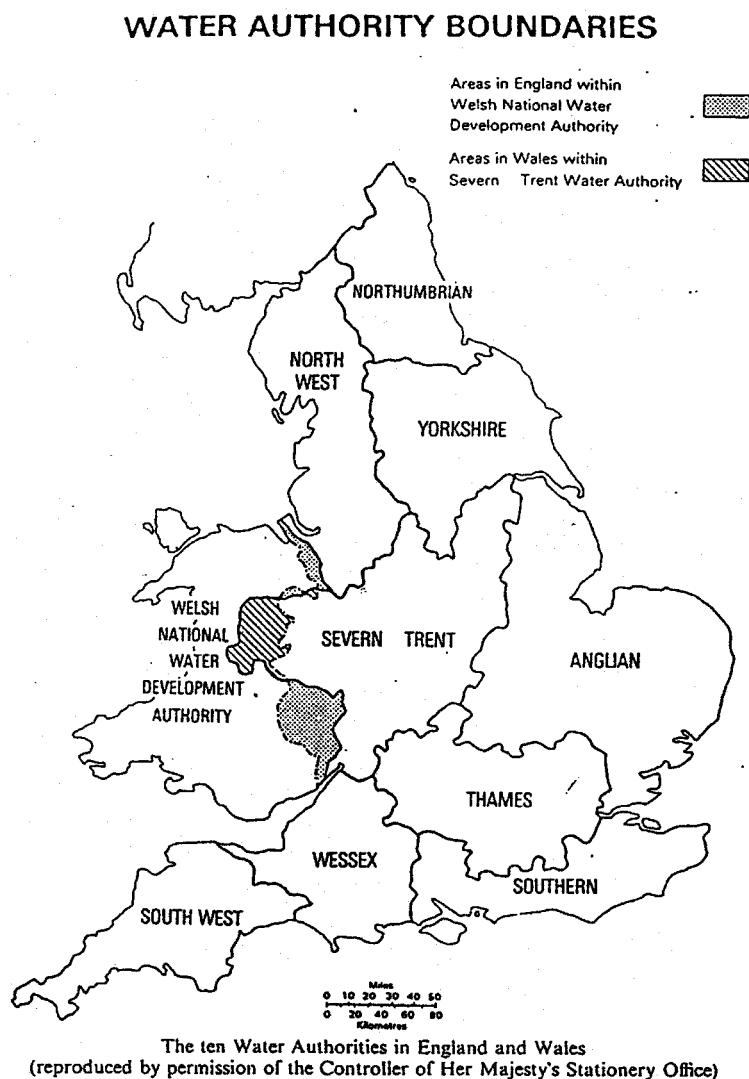 WATER AUTHORITY BOUNDARIES
Areas in England within
Welsh National Water
Development Authority
Areas in Wales within
Severn Trent Water Authority
NORTHUMBRIAN
NORTH
WEST
YORKSHIRE
WELSH
NATIONAL
WATER
DEVELOPMENT
AUTHORITY
SEVERN TRENT
ANGLIAN
THAMES
WESSEX
SOUTHERN
SOUTH WEST
Miles
0 10 20 30 40 50
0 20 40 60 80
Kilometres
The ten Water Authorities in England and Wales
(reproduced by permission of the Controller of Her Majesty's Stationery Office)